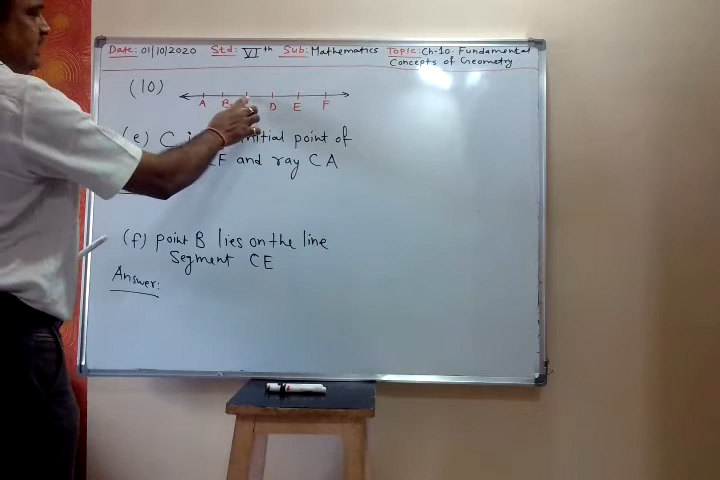 Date: 01/10/2020 Std: VI th Sub: Mathematics Topic: Ch-10. Fundamental
Concepts of Geometry
(10)
A B D E F
(e) C initial point of
CF and ray CA
(f) point B lies on the line
Segment CE
Answer: